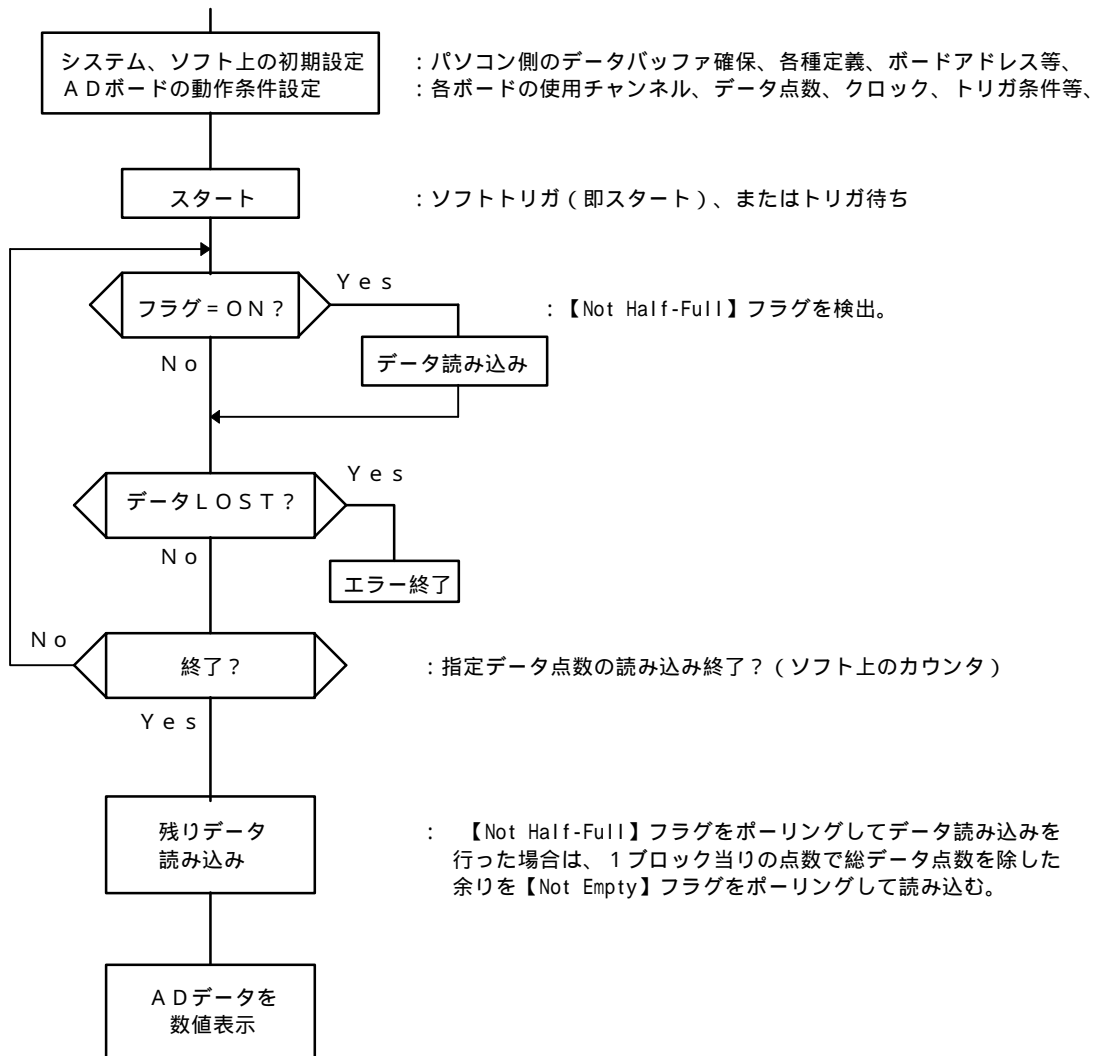 システム、ソフト上の初期設定
ＡＤボードの動作条件設定
：パソコン側のデータバッファ確保、各種定義、ボードアドレス等、
：各ボードの使用チャンネル、データ点数、クロック、トリガ条件等、
スタート
：ソフトトリガ（即スタート）、またはトリガ待ち
フラグ＝ＯＮ？
Ｙｅｓ
：【Not Half-Full】フラグを検出。
Ｎｏ
データ読み込み
データＬＯＳＴ？
Ｙｅｓ
Ｎｏ
エラー終了
Ｎｏ
終了？
：指定データ点数の読み込み終了？（ソフト上のカウンタ）
Ｙｅｓ
残りデータ
読み込み
：　【Not Half-Full】フラグをポーリングしてデータ読み込みを
行った場合は、１ブロック当りの点数で総データ点数を除した
余りを【Not Empty】フラグをポーリングして読み込む。
ＡＤデータを
数値表示